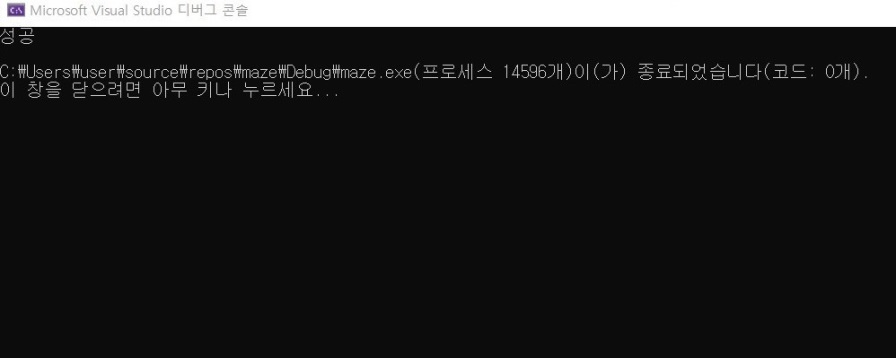 Microsoft Visual Studio 디버그 콘솔
성공
C:₩Users₩user₩source₩repos₩maze₩Debug₩maze.exe(프로세스 14596개)이(가) 종료되었습니다(코드: 0개).
이 창을 닫으려면 아무 키나 누르세요...